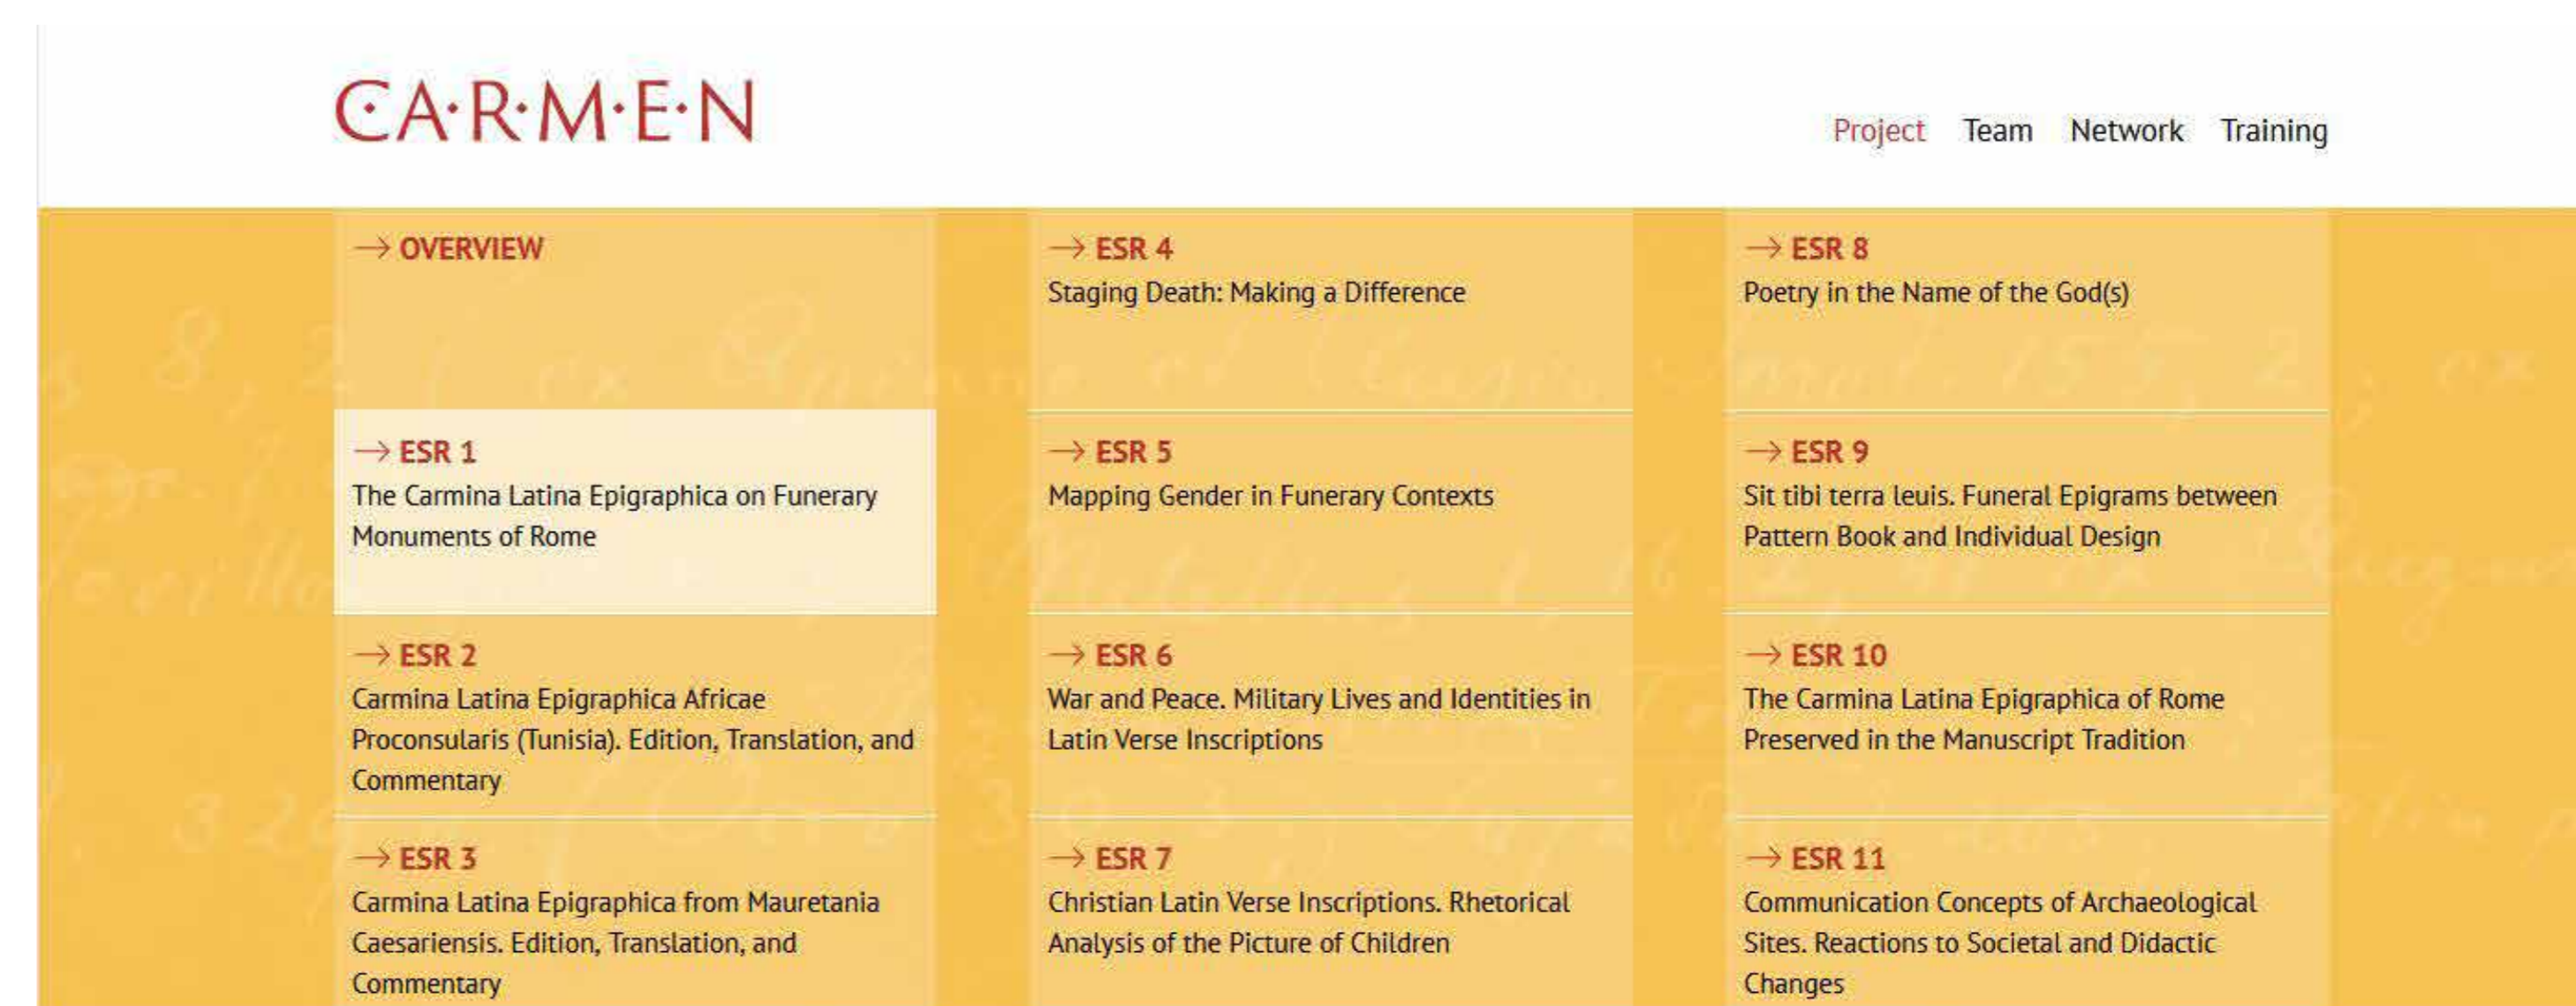 C·A·R·M·E·N
Project Team Network Training
→ OVERVIEW
→ ESR 1
The Carmina Latina Epigraphica on Funerary
Monuments of Rome
→ ESR 2
Carmina Latina Epigraphica Africae
Proconsularis (Tunisia). Edition, Translation, and
Commentary
→ ESR 3
Carmina Latina Epigraphica from Mauretania
Caesariensis. Edition, Translation, and
Commentary
→ ESR 4
Staging Death: Making a Difference
→ ESR 5
Mapping Gender in Funerary Contexts
→ ESR 6
War and Peace. Military Lives and Identities in
Latin Verse Inscriptions
→ ESR 7
Christian Latin Verse Inscriptions. Rhetorical
Analysis of the Picture of Children
→ ESR 8
Poetry in the Name of the God(s)
→ ESR 9
Sit tibi terra leuis. Funeral Epigrams between
Pattern Book and Individual Design
→ ESR 10
The Carmina Latina Epigraphica of Rome
Preserved in the Manuscript Tradition
→ ESR 11
Communication Concepts of Archaeological
Sites. Reactions to Societal and Didactic
Changes